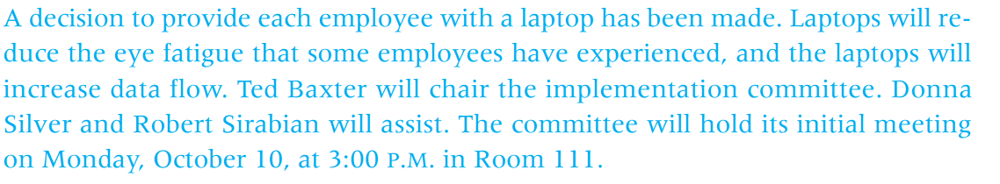 A decision to provide each employee with a laptop has been made. Laptops will re-
duce the eye fatigue that some employees have experienced, and the laptops will
increase data flow. Ted Baxter will chair the implementation committee. Donna
Silver and Robert Sirabian will assist. The committee will hold its initial meeting
on Monday, October 10, at 3:00 P.M. in Room 111.